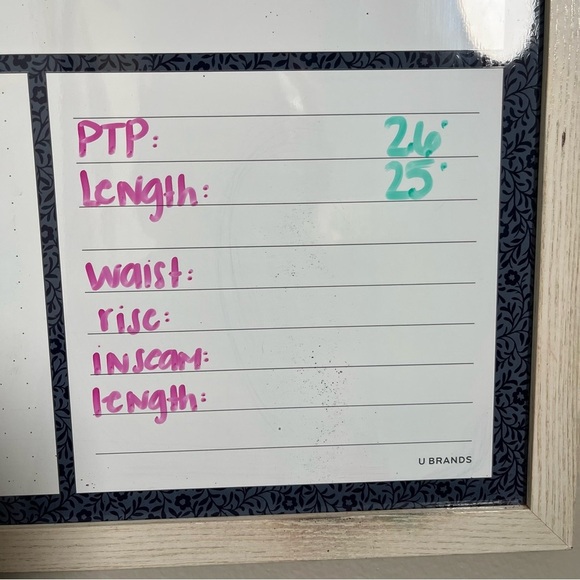 PTP: 26"
Length: 25"
waist:
rise:
INSeam:
length:
U BRANDS